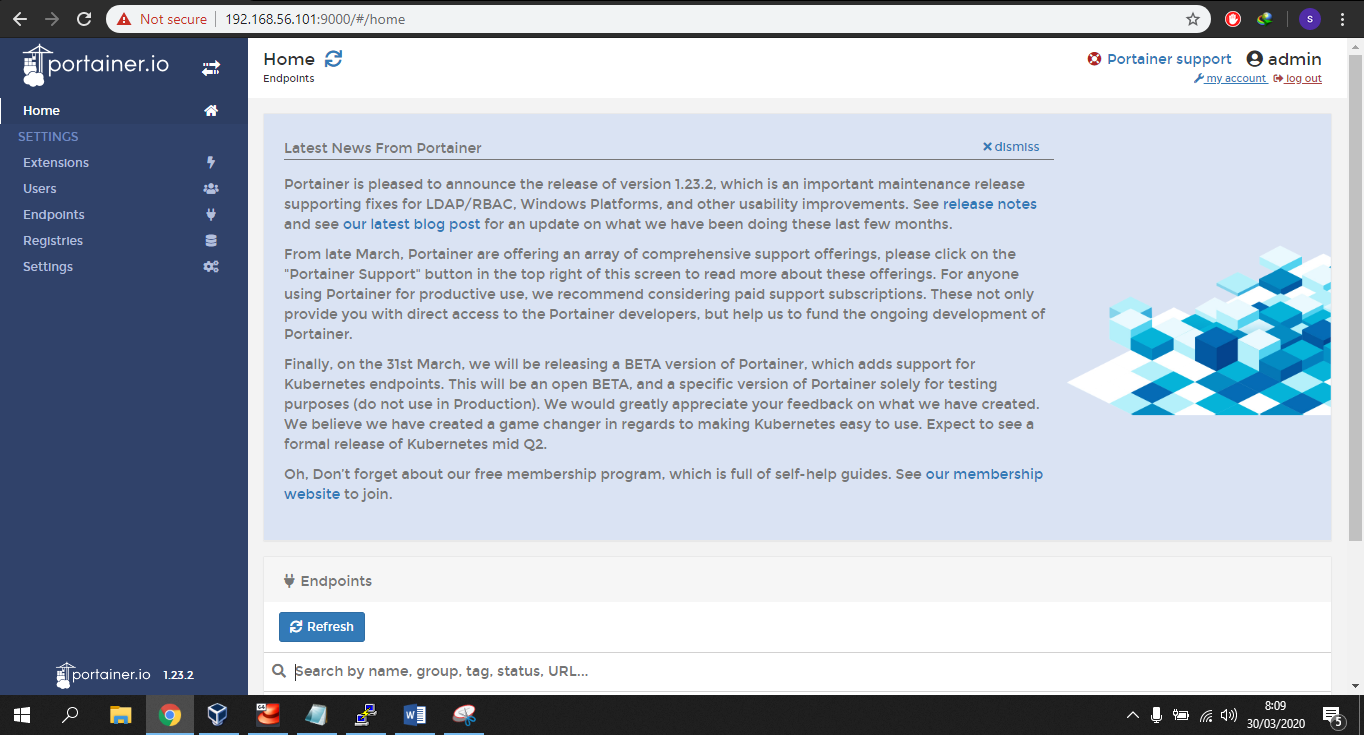 Not secure
192.168.56.101:9000/#/home
S
portainer.io
Home
SETTINGS
Extensions
Users
Endpoints
Registries
Settings
portainer.io 1.23.2
Home
Endpoints
Portainer support admin
my account log out
Latest News From Portainer
dismiss
Portainer is pleased to announce the release of version 1.23.2, which is an important maintenance release
supporting fixes for LDAP/RBAC, Windows Platforms, and other usability improvements. See release notes
and see our latest blog post for an update on what we have been doing these last few months.
From late March, Portainer are offering an array of comprehensive support offerings, please click on the
"Portainer Support" button in the top right of this screen to read more about these offerings. For anyone
using Portainer for productive use, we recommend considering paid support subscriptions. These not only
provide you with direct access to the Portainer developers, but help us to fund the ongoing development of
Portainer.
Finally, on the 31st March, we will be releasing a BETA version of Portainer, which adds support for
Kubernetes endpoints. This will be an open BETA, and a specific version of Portainer solely for testing
purposes (do not use in Production). We would greatly appreciate your feedback on what we have created.
We believe we have created a game changer in regards to making Kubernetes easy to use. Expect to see a
formal release of Kubernetes mid Q2.
Oh, Don't forget about our free membership program, which is full of self-help guides. See our membership
website to join.
Endpoints
Refresh
Search by name, group, tag, status, URL...
64
8:09
30/03/2020
5